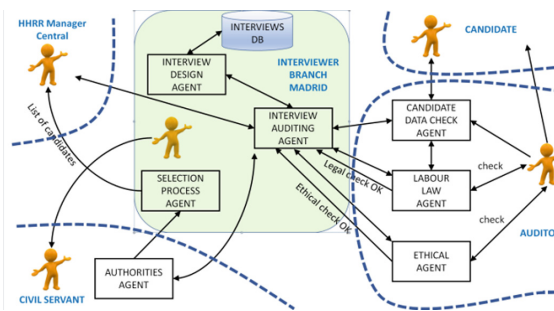 HHRR Manager
Central
INTERVIEWS
DB
CANDIDATE
INTERVIEW
DESIGN
AGENT
INTERVIEWER
BRANCH
MADRID
INTERVIEW
AUDITING
AGENT
CANDIDATE
DATA CHECK
AGENT
List of candidates
Legal check OK
check
SELECTION
PROCESS
AGENT
LABOUR
LAW
AGENT
Ethical check OK
check
AUDITO
ETHICAL
AGENT
AUTHORITIES
AGENT
CIVIL SERVANT